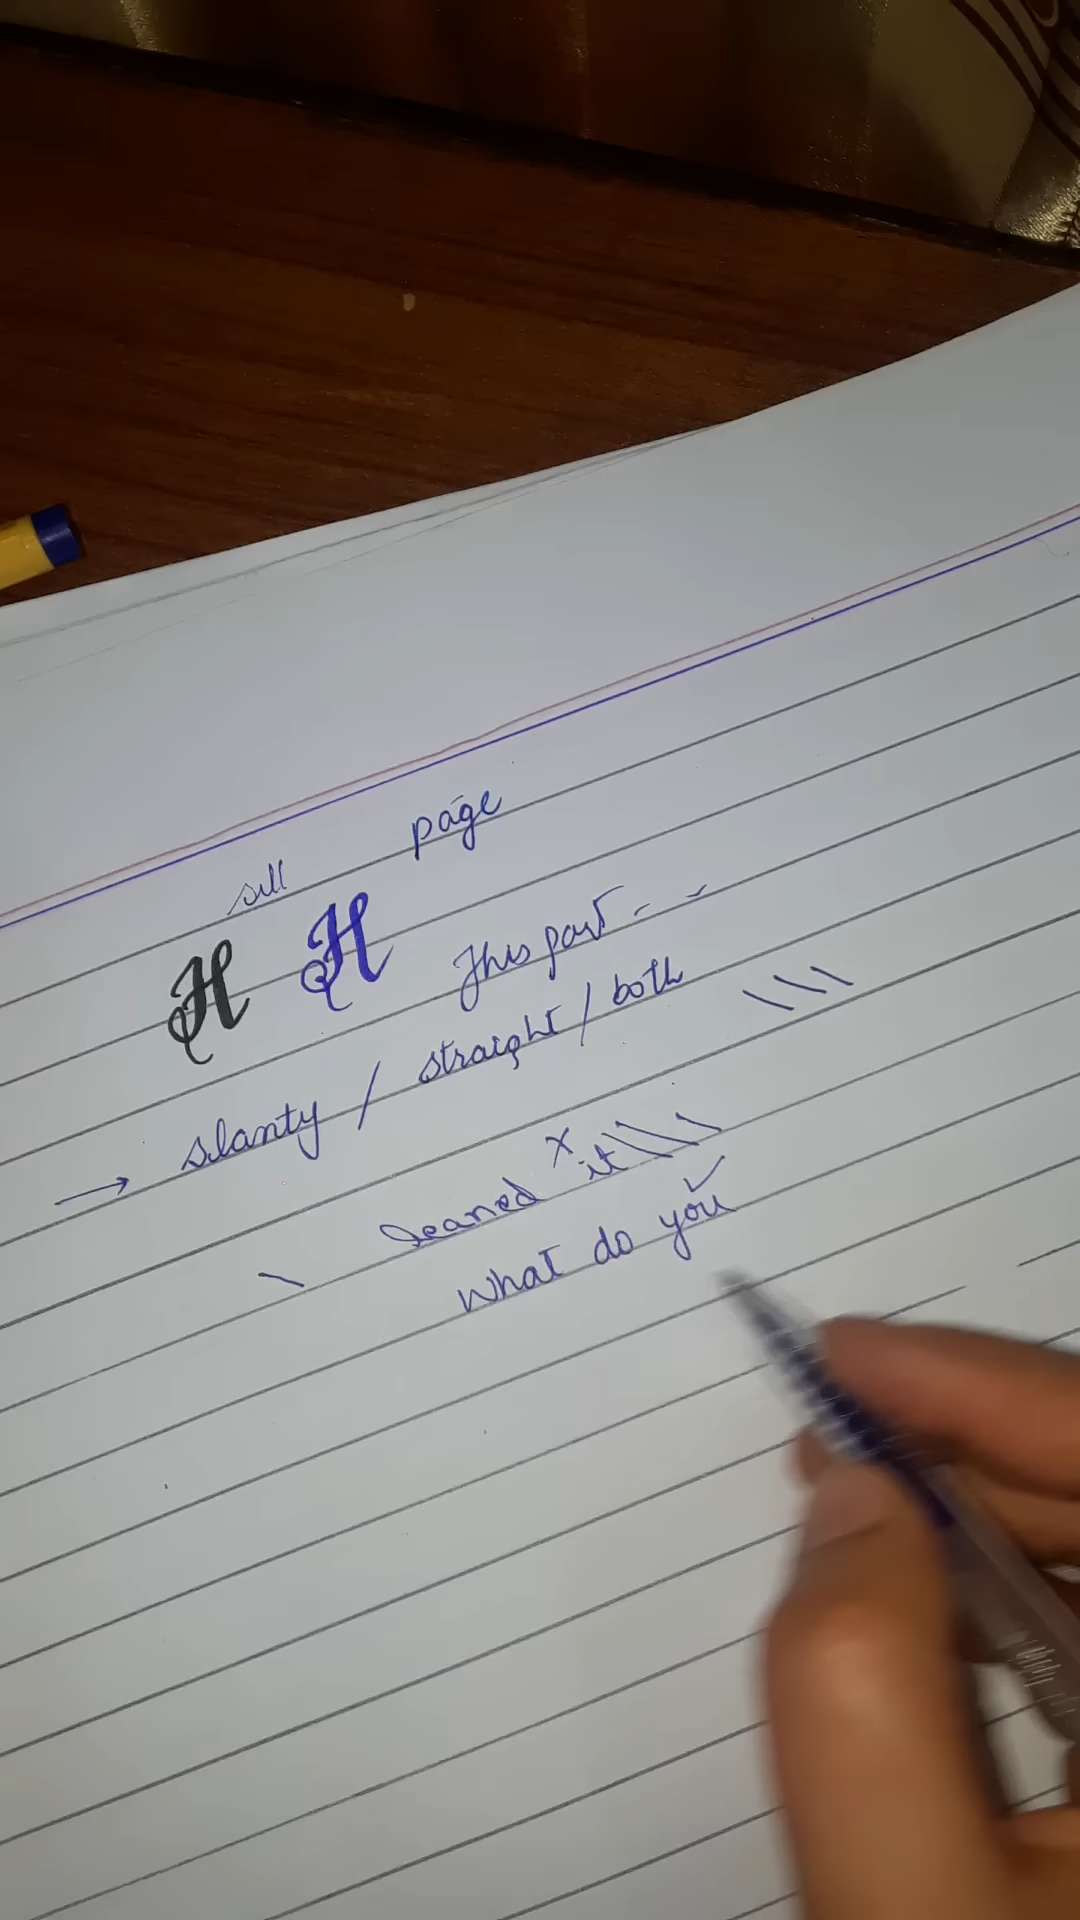 page
sill
H H This part - -
slanty / straight / both
leaned it
What do you